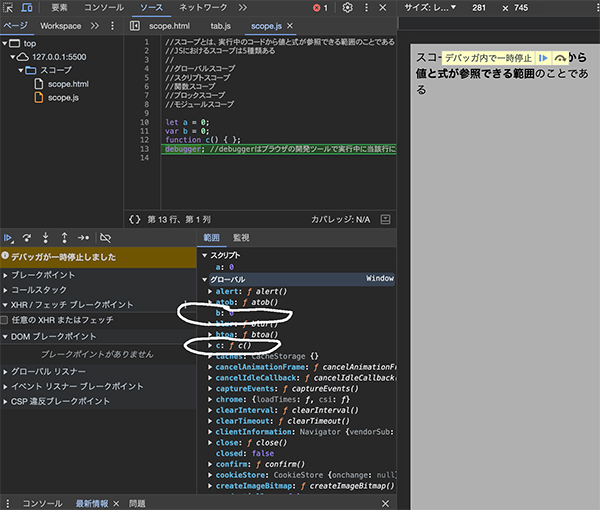 要素 コンソール ソース ネットワーク 1 サイズ: レ… 281 × 745
ページ Workspace scope.html tab.js scope.js
top
127.0.0.1:5500
スコープ
scope.html
scope.js
1 //スコープとは、実行中のコードから値と式が参照できる範囲のことである
2 //JSにおけるスコープは5種類ある
3 //
4 //グローバルスコープ
5 //スクリプトスコープ
6 //関数スコープ
7 //ブロックスコープ
8 //モジュールスコープ
9
10 let a = 0;
11 var b = 0;
12 function c() { };
13 debugger; //debuggerはブラウザの開発ツールで実行中に当該行に
14
{} 第 13 行、第 1 列 カバレッジ: N/A
デバッガが一時停止しました
ブレークポイント
コールスタック
XHR / フェッチ ブレークポイント
任意の XHR またはフェッチ
DOM ブレークポイント
ブレークポイントがありません
グローバル リスナー
イベント リスナー ブレークポイント
CSP 違反ブレークポイント
範囲 監視
スクリプト
a: 0
グローバル Window
alert: ƒ alert()
atob: ƒ atob()
b: 0
blur: ƒ blur()
btoa: ƒ btoa()
c: ƒ c()
caches: CacheStorage {}
cancelAnimationFrame: ƒ cancelAnimationF
cancelIdleCallback: ƒ cancelIdleCallback(
captureEvents: ƒ captureEvents()
chrome: {loadTimes: ƒ, csi: ƒ}
clearInterval: ƒ clearInterval()
clearTimeout: ƒ clearTimeout()
clientInformation: Navigator {vendorSub:
close: ƒ close()
closed: false
confirm: ƒ confirm()
cookieStore: CookieStore {onchange: null}
createImageBitmap: ƒ createImageBitmap(
コンソール 最新情報 問題
デバッガ内で一時停止
スコー から
値と式が参照できる範囲のことであ
る